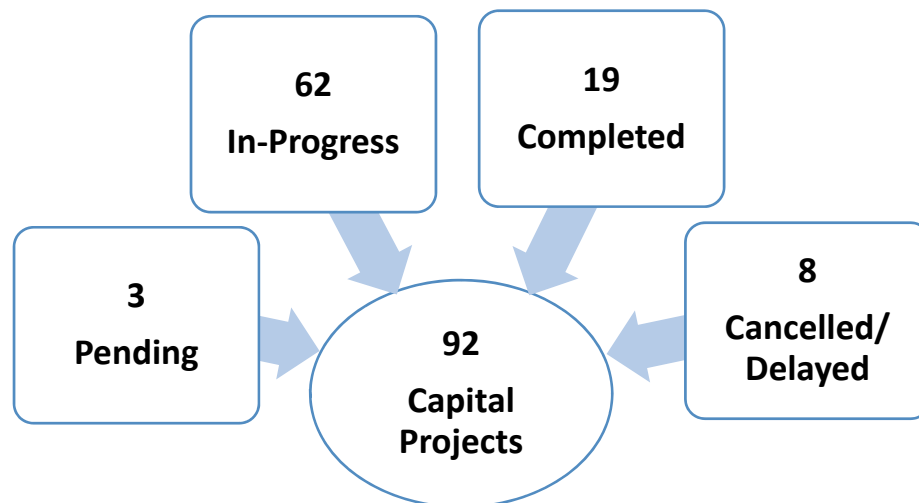 62
In-Progress
19
Completed
3
Pending
8
Cancelled/
Delayed
92
Capital
Projects